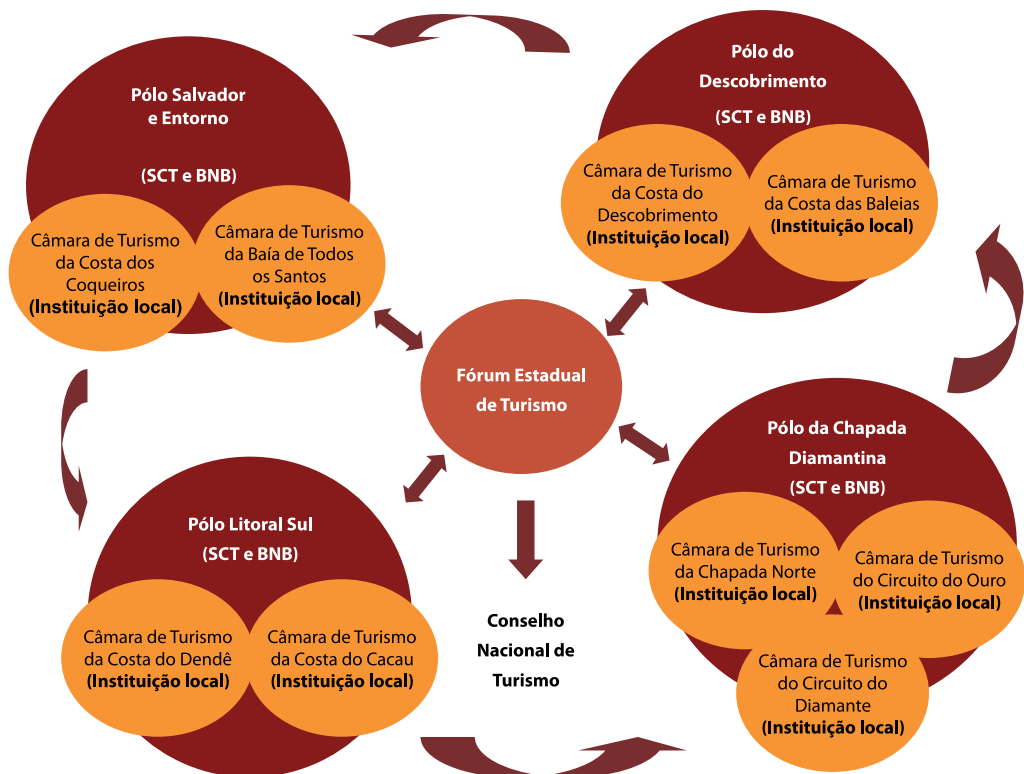 Pólo Salvador
e Entorno
(SCT e BNB)
Câmara de Turismo
da Costa dos
Coqueiros
(Instituição local)
Câmara de Turismo
da Baía de Todos
os Santos
(Instituição local)
Pólo do
Descobrimento
(SCT e BNB)
Câmara de Turismo
da Costa do
Descobrimento
(Instituição local)
Câmara de Turismo
da Costa das Baleias
(Instituição local)
Fórum Estadual
de Turismo
Pólo Litoral Sul
(SCT e BNB)
Câmara de Turismo
da Costa do Dendê
(Instituição local)
Câmara de Turismo
da Costa do Cacau
(Instituição local)
Conselho
Nacional de
Turismo
Pólo da Chapada
Diamantina
(SCT e BNB)
Câmara de Turismo
da Chapada Norte
(Instituição local)
Câmara de Turismo
do Circuito do Ouro
(Instituição local)
Câmara de Turismo
do Circuito do
Diamante
(Instituição local)